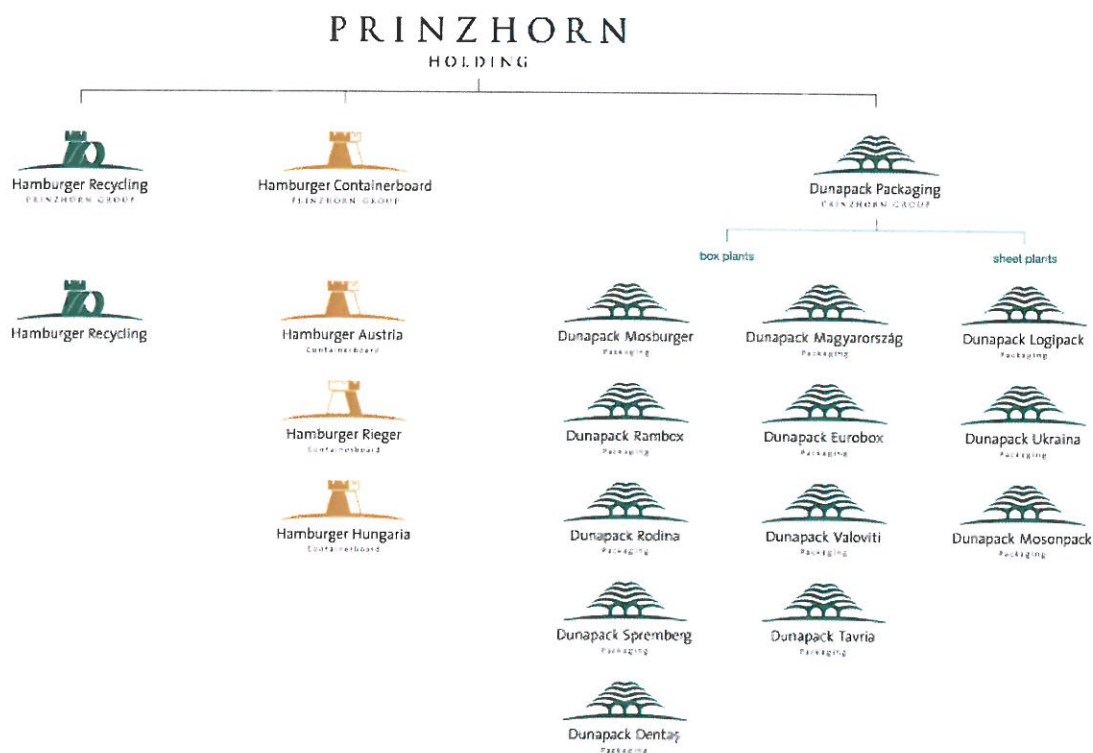 PRINZHORN
HOLDING
Hamburger Recycling
PRINZHORN GROUP
Hamburger Containerboard
PRINZHORN GROUP
Dunapack Packaging
PRINZHORN GROUP
box plants
sheet plants
Hamburger Recycling
Hamburger Austria
Containerboard
Dunapack Mosburger
Packaging
Dunapack Magyarország
Packaging
Dunapack Logipack
Packaging
Hamburger Rieger
Containerboard
Dunapack Rambox
Packaging
Dunapack Eurobox
Packaging
Dunapack Ukraina
Packaging
Hamburger Hungaria
Containerboard
Dunapack Rodina
Packaging
Dunapack Valoviti
Packaging
Dunapack Mosonpack
Packaging
Dunapack Spremberg
Packaging
Dunapack Tavria
Packaging
Dunapack Dentaş
Packaging